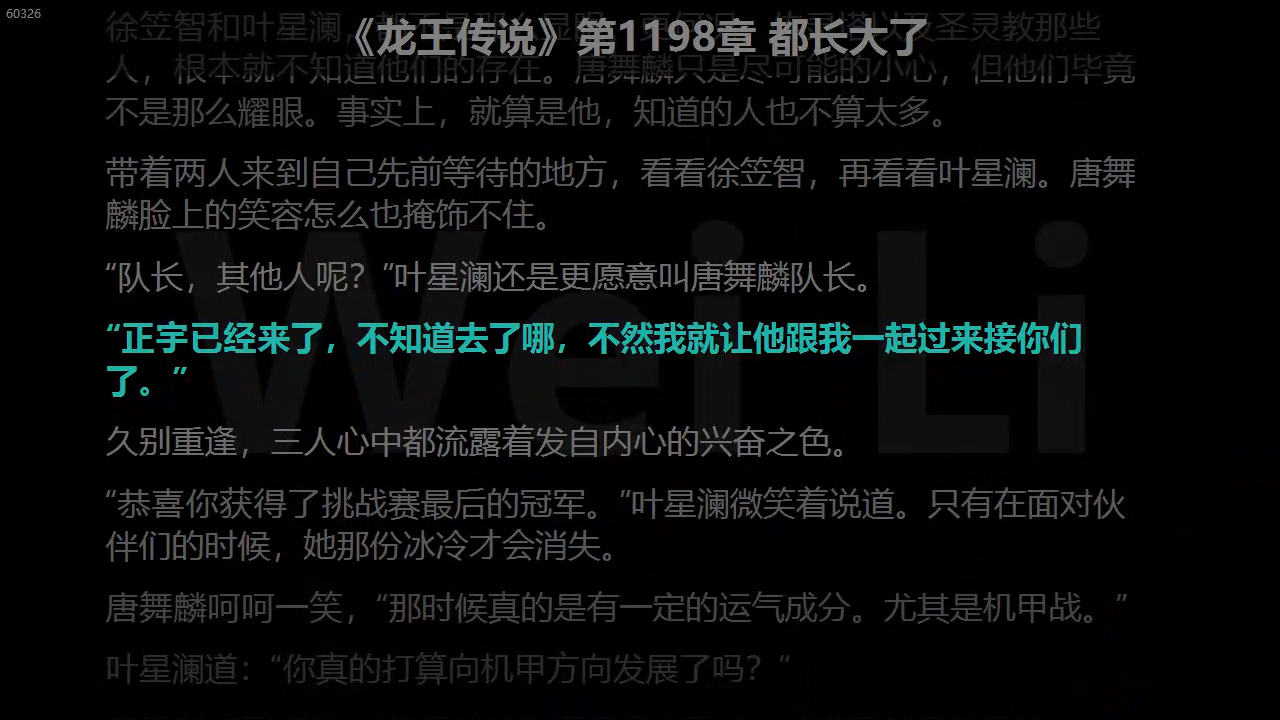 60326
《龙王传说》第1198章 都长大了
徐笠智和叶星澜，
圣灵教那些
人，根本就不知道他们的存在。唐舞麟只是尽可能的小心，但他们毕竟
不是那么耀眼。事实上，就算是他，知道的人也不算太多。
带着两人来到自己先前等待的地方，看看徐笠智，再看看叶星澜。唐舞
麟脸上的笑容怎么也掩饰不住。
“队长，其他人呢？”叶星澜还是更愿意叫唐舞麟队长。
“正宇已经来了，不知道去了哪，不然我就让他跟我一起过来接你们
了。”
久别重逢，三人心中都流露着发自内心的兴奋之色。
“恭喜你获得了挑战赛最后的冠军。”叶星澜微笑着说道。只有在面对伙
伴们的时候，她那份冰冷才会消失。
唐舞麟呵呵一笑，“那时候真的是有一定的运气成分。尤其是机甲战。”
叶星澜道：“你真的打算向机甲方向发展了吗？”
Wei Li